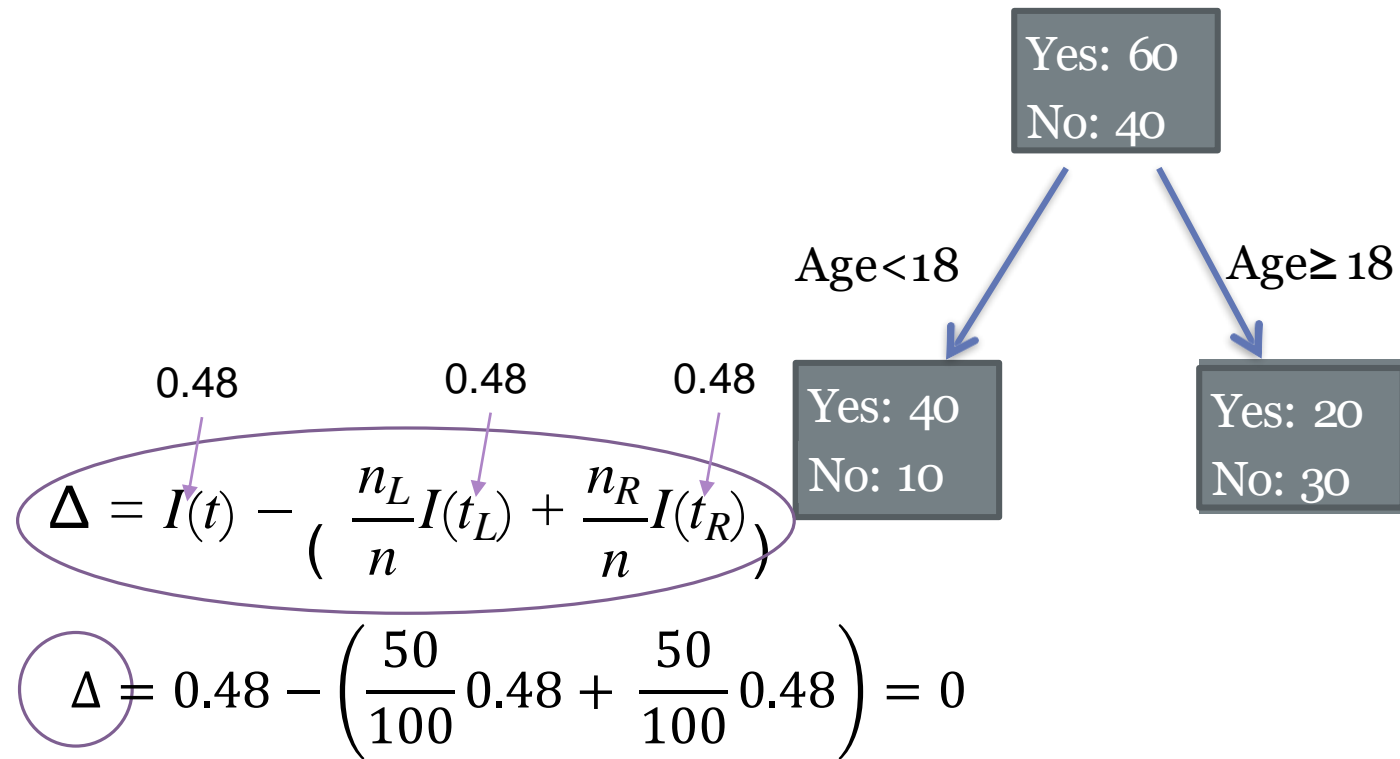 Yes: 60
No: 40
Age<18
Age≥ 18
Yes: 40
No: 10
Yes: 20
No: 30
0.48 0.48 0.48
Δ = I(t) − ( n_L/n I(t_L) + n_R/n I(t_R) )
Δ = 0.48 − (50/100 0.48 + 50/100 0.48) = 0